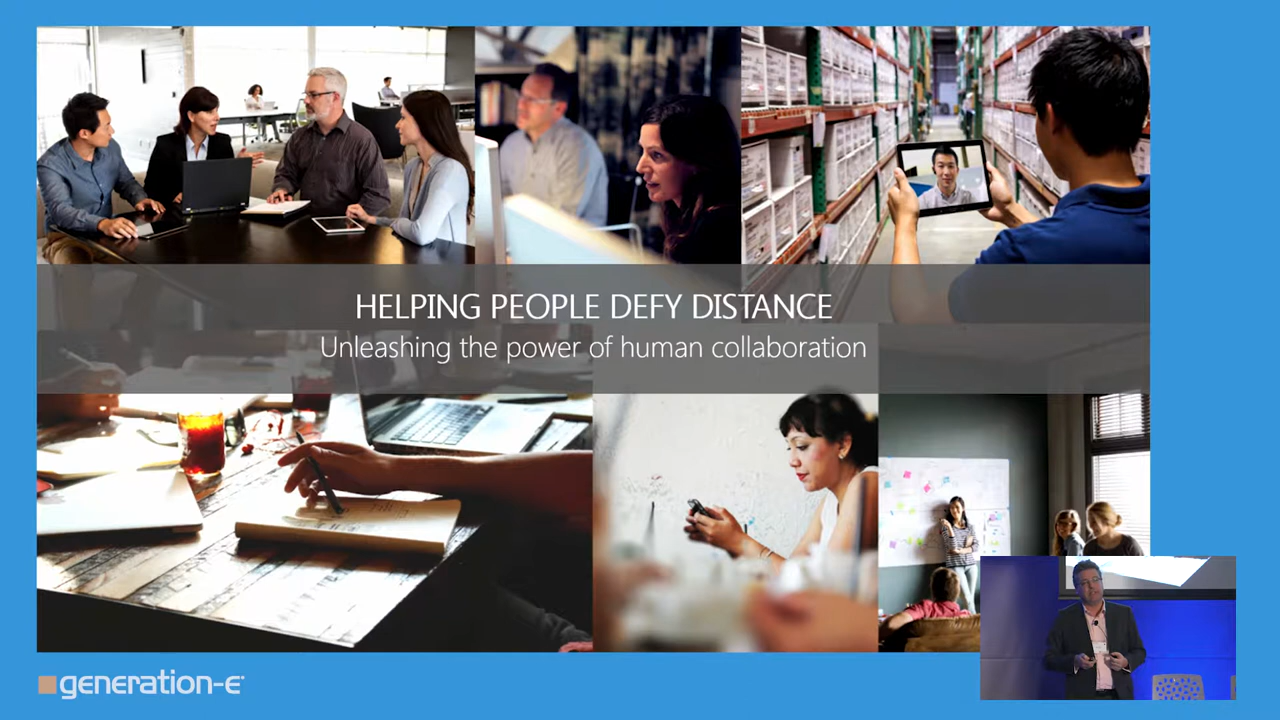 HELPING PEOPLE DEFY DISTANCE
Unleashing the power of human collaboration
generation-e